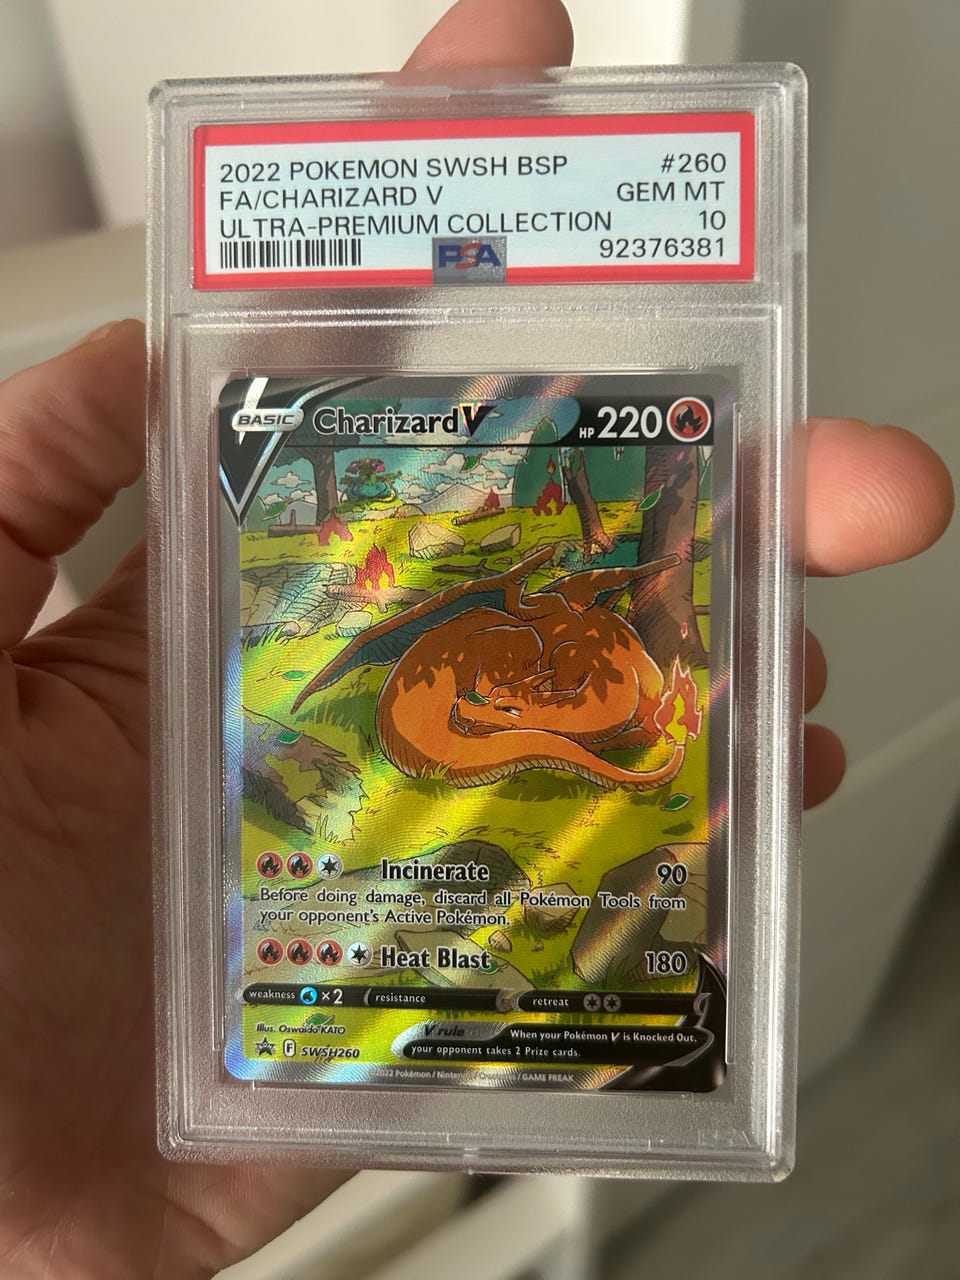 2022 POKEMON SWSH BSP #260
FA/CHARIZARD V GEM MT
ULTRA-PREMIUM COLLECTION 10
PSA 92376381
BASIC Charizard V HP 220
Incinerate 90
Before doing damage, discard all Pokémon Tools from
your opponent's Active Pokémon.
Heat Blast 180
weakness ×2 resistance retreat
Illus. Oswaldo KATO
V rule When your Pokémon V is Knocked Out,
your opponent takes 2 Prize cards.
F SWSH260
©2022 Pokémon / Nintendo / Creatures / GAME FREAK